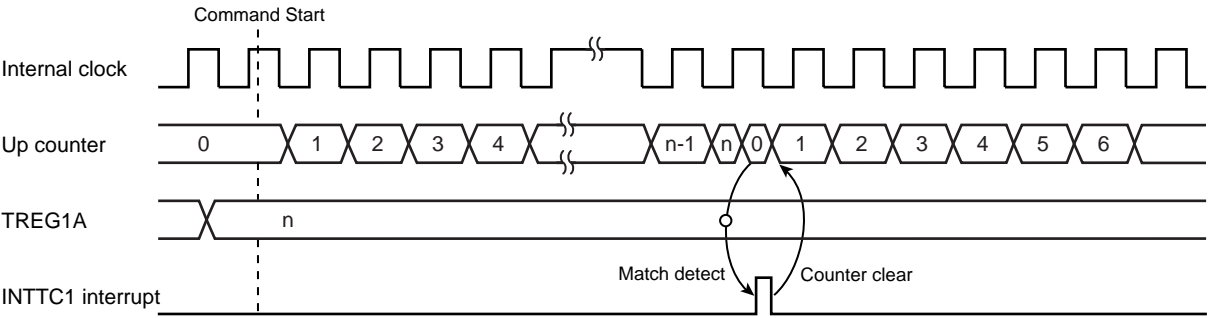 Command Start
Internal clock
Up counter 0 1 2 3 4 n-1 n 0 1 2 3 4 5 6
TREG1A n
Match detect Counter clear
INTTC1 interrupt